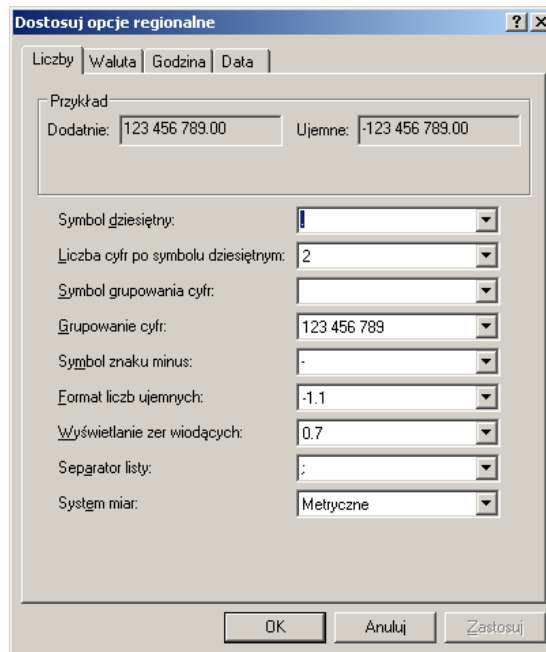 Dostosuj opcje regionalne
Liczby Waluta Godzina Data
Przykład
Dodatnie: 123 456 789.00 Ujemne: -123 456 789.00
Symbol dziesiętny: .
Liczba cyfr po symbolu dziesiętnym: 2
Symbol grupowania cyfr:
Grupowanie cyfr: 123 456 789
Symbol znaku minus: -
Format liczb ujemnych: -1.1
Wyświetlanie zer wiodących: 0.7
Separator listy: ;
System miar: Metryczne
OK Anuluj Zastosuj